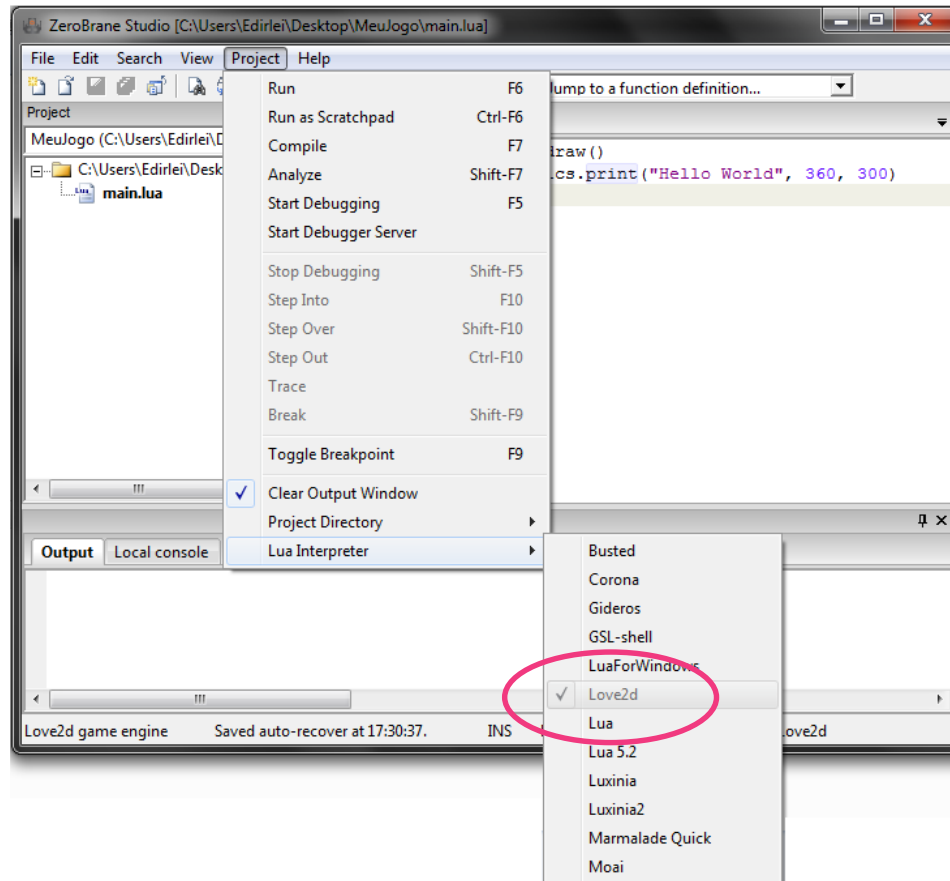 ZeroBrane Studio [C:\Users\Edirlei\Desktop\MeuJogo\main.lua]
File Edit Search View Project Help
Jump to a function definition...
Project
MeuJogo (C:\Users\Edirlei\D
C:\Users\Edirlei\Desk
main.lua
draw()
cs.print("Hello World", 360, 300)
Run F6
Run as Scratchpad Ctrl-F6
Compile F7
Analyze Shift-F7
Start Debugging F5
Start Debugger Server
Stop Debugging Shift-F5
Step Into F10
Step Over Shift-F10
Step Out Ctrl-F10
Trace
Break Shift-F9
Toggle Breakpoint F9
Clear Output Window
Project Directory
Lua Interpreter
Output Local console
Busted
Corona
Gideros
GSL-shell
LuaForWindows
Love2d
Lua
Lua 5.2
Luxinia
Luxinia2
Marmalade Quick
Moai
Love2d game engine Saved auto-recover at 17:30:37. INS ove2d